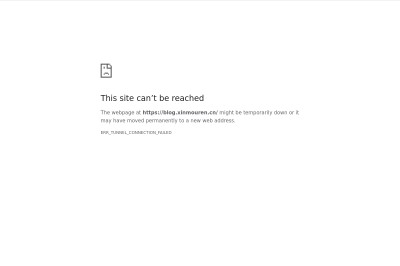 This site can’t be reached
The webpage at https://blog.xinmouren.cn/ might be temporarily down or it
may have moved permanently to a new web address.
ERR_TUNNEL_CONNECTION_FAILED